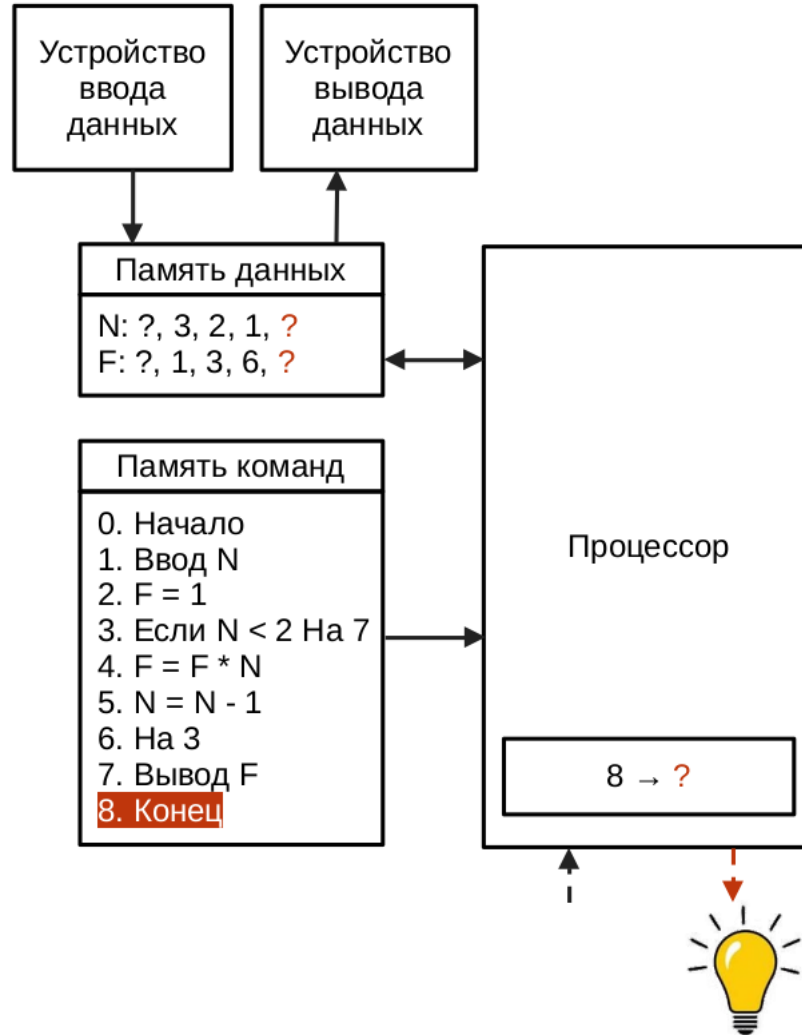 Устройство
ввода
данных
Устройство
вывода
данных
Память данных
N: ?, 3, 2, 1, ?
F: ?, 1, 3, 6, ?
Память команд
0. Начало
1. Ввод N
2. F = 1
3. Если N < 2 На 7
4. F = F * N
5. N = N - 1
6. На 3
7. Вывод F
8. Конец
Процессор
8 → ?